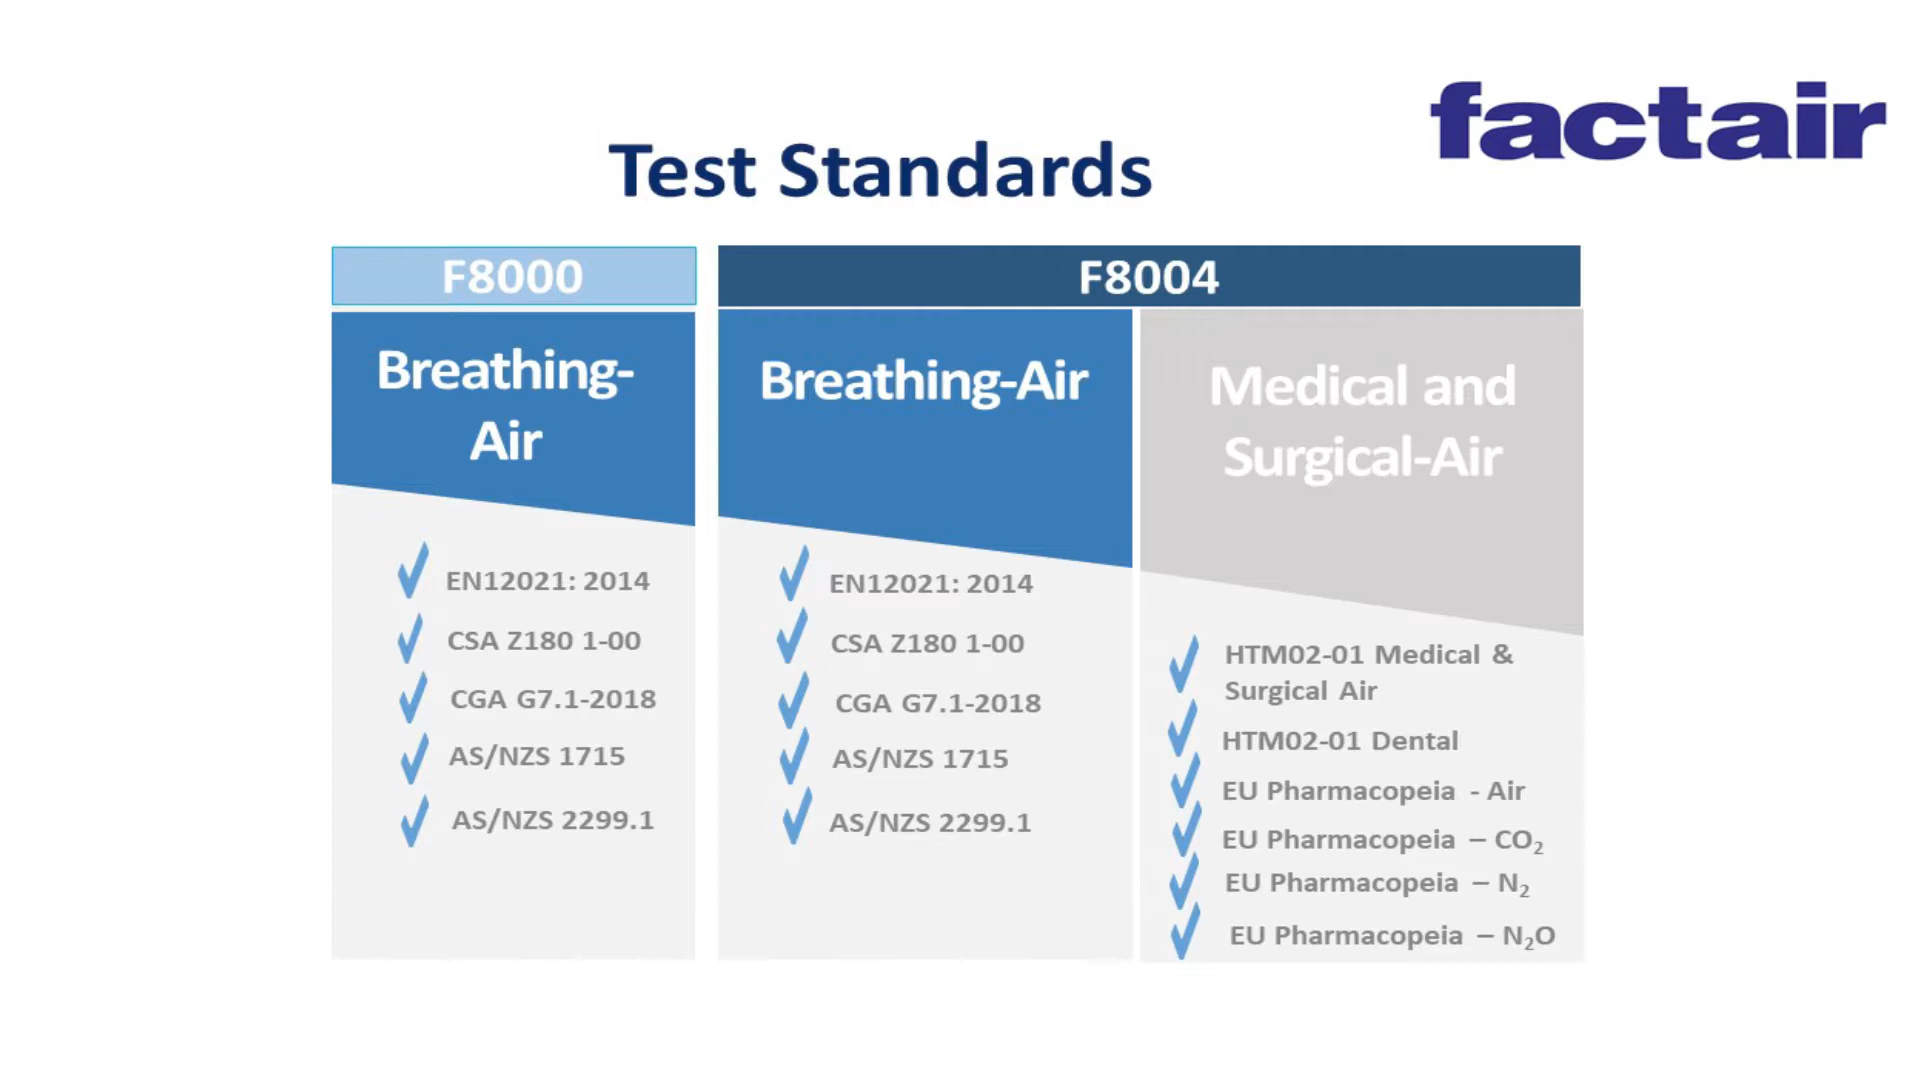 factair
Test Standards
F8000
Breathing-
Air
EN12021: 2014
CSA Z180 1-00
CGA G7.1-2018
AS/NZS 1715
AS/NZS 2299.1
F8004
Breathing-Air
EN12021: 2014
CSA Z180 1-00
CGA G7.1-2018
AS/NZS 1715
AS/NZS 2299.1
Medical and
Surgical-Air
HTM02-01 Medical &
Surgical Air
HTM02-01 Dental
EU Pharmacopeia - Air
EU Pharmacopeia – CO₂
EU Pharmacopeia – N₂
EU Pharmacopeia – N₂O